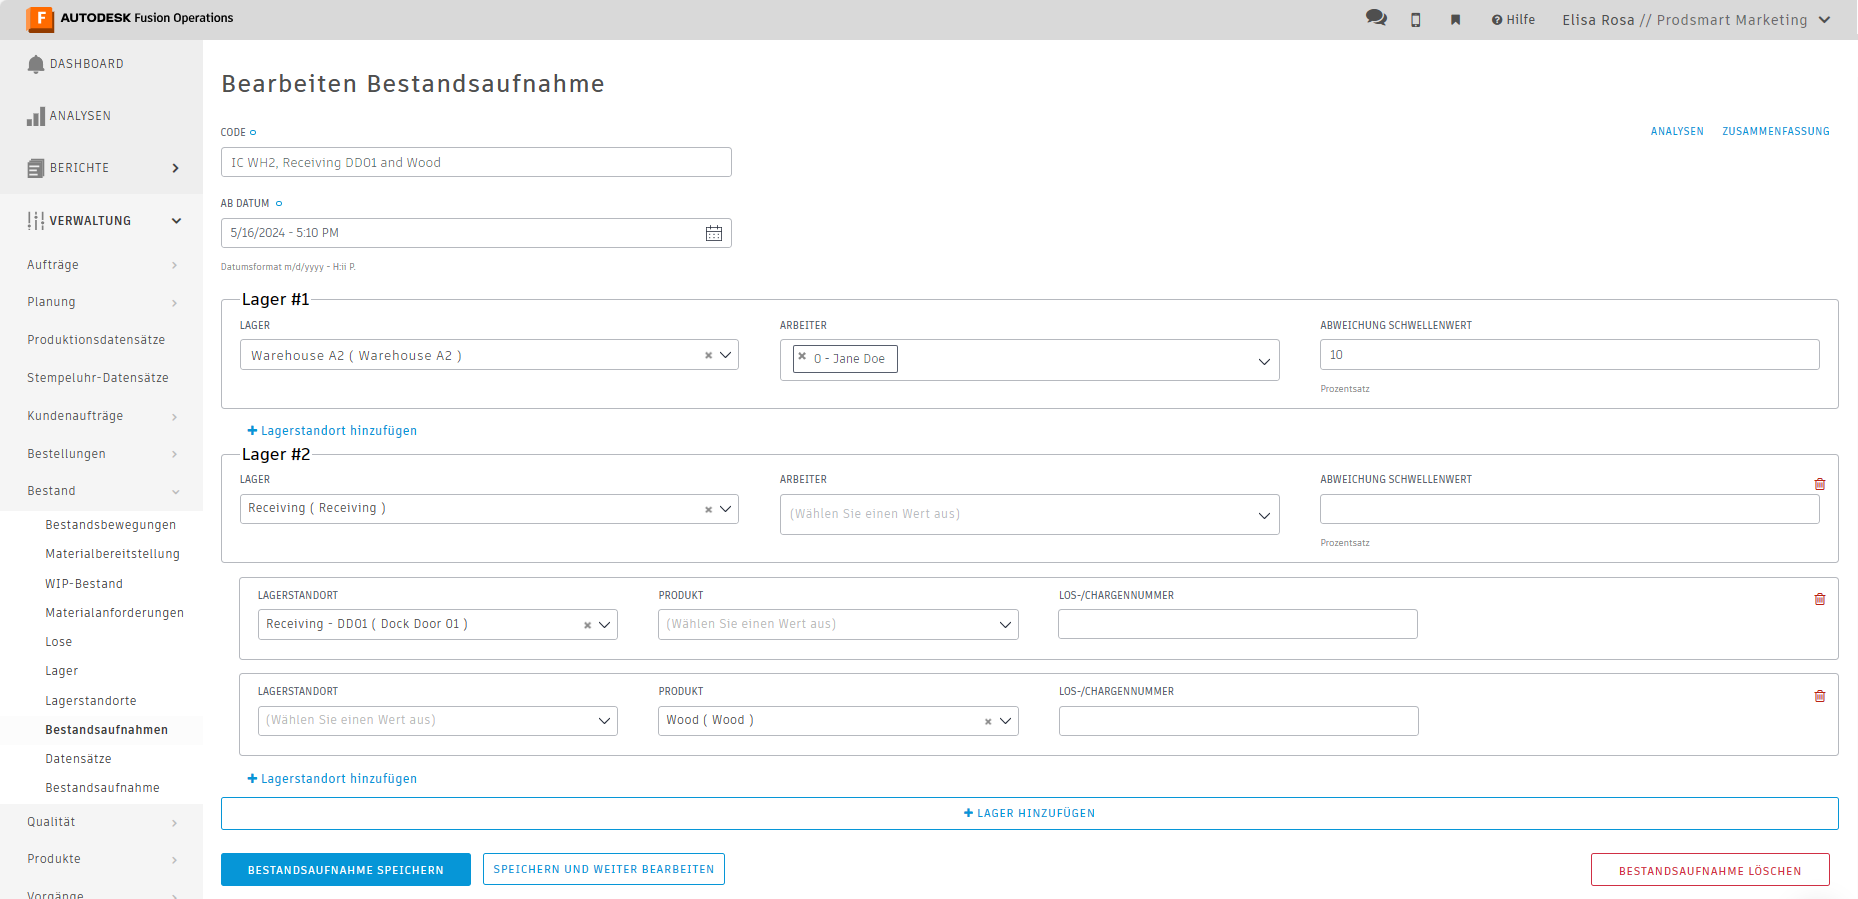 AUTODESK Fusion Operations
Hilfe
Elisa Rosa // Prodsmart Marketing
DASHBOARD
ANALYSEN
BERICHTE
VERWALTUNG
Aufträge
Planung
Produktionsdatensätze
Stempeluhr-Datensätze
Kundenaufträge
Bestellungen
Bestand
Bestandsbewegungen
Materialbereitstellung
WIP-Bestand
Materialanforderungen
Lose
Lager
Lagerstandorte
Bestandsaufnahmen
Datensätze
Bestandsaufnahme
Qualität
Produkte
Vorgänge
Bearbeiten Bestandsaufnahme
CODE
ANALYSEN ZUSAMMENFASSUNG
IC WH2, Receiving DD01 and Wood
AB DATUM
5/16/2024 - 5:10 PM
Datumsformat m/d/yyyy - H:ii P.
Lager #1
LAGER ARBEITER ABWEICHUNG SCHWELLENWERT
Warehouse A2 ( Warehouse A2 ) 0 - Jane Doe 10
Prozentsatz
+ Lagerstandort hinzufügen
Lager #2
LAGER ARBEITER ABWEICHUNG SCHWELLENWERT
Receiving ( Receiving ) (Wählen Sie einen Wert aus)
Prozentsatz
LAGERSTANDORT PRODUKT LOS-/CHARGENNUMMER
Receiving - DD01 ( Dock Door 01 ) (Wählen Sie einen Wert aus)
LAGERSTANDORT PRODUKT LOS-/CHARGENNUMMER
(Wählen Sie einen Wert aus) Wood ( Wood )
+ Lagerstandort hinzufügen
+ LAGER HINZUFÜGEN
BESTANDSAUFNAHME SPEICHERN SPEICHERN UND WEITER BEARBEITEN BESTANDSAUFNAHME LÖSCHEN